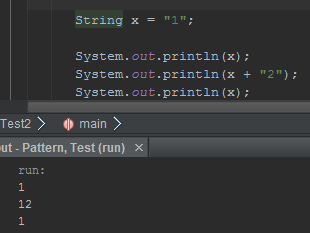 String x = "1";
System.out.println(x);
System.out.println(x + "2");
System.out.println(x);
Test2 main
ut - Pattern, Test (run) ×
run:
1
12
1